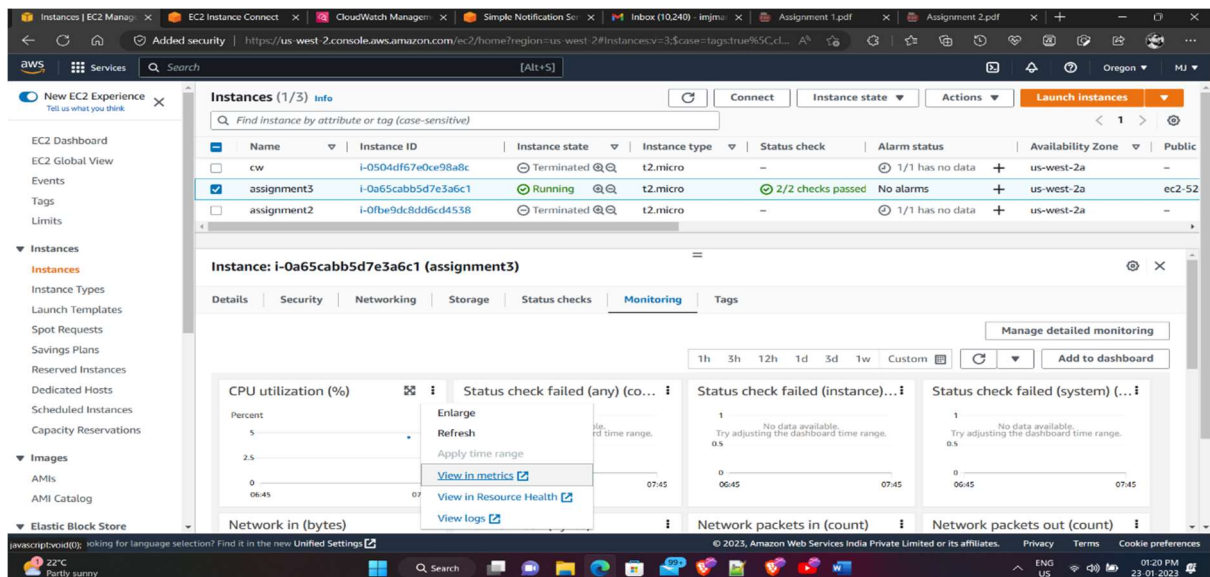 Instances | EC2 Manag
EC2 Instance Connect
CloudWatch Managem
Simple Notification Ser
Inbox (10,240) - imjma
Assignment 1.pdf
Assignment 2.pdf
Added security | https://us-west-2.console.aws.amazon.com/ec2/home?region=us-west-2#Instances:v=3;$case=tags:true%5C,cl...
aws Services Search [Alt+S] Oregon MJ
New EC2 Experience
Tell us what you think
EC2 Dashboard
EC2 Global View
Events
Tags
Limits
Instances
Instances
Instance Types
Launch Templates
Spot Requests
Savings Plans
Reserved Instances
Dedicated Hosts
Scheduled Instances
Capacity Reservations
Images
AMIs
AMI Catalog
Elastic Block Store
Instances (1/3) Info
Connect Instance state Actions Launch instances
Find instance by attribute or tag (case-sensitive) 1
Name Instance ID Instance state Instance type Status check Alarm status Availability Zone Public
cw i-0504df67e0ce98a8c Terminated t2.micro – 1/1 has no data + us-west-2a –
assignment3 i-0a65cabb5d7e3a6c1 Running t2.micro 2/2 checks passed No alarms + us-west-2a ec2-52
assignment2 i-0fbe9dc8dd6cd4538 Terminated t2.micro – 1/1 has no data + us-west-2a –
Instance: i-0a65cabb5d7e3a6c1 (assignment3)
Details Security Networking Storage Status checks Monitoring Tags
Manage detailed monitoring
1h 3h 12h 1d 3d 1w Custom Add to dashboard
CPU utilization (%)
Percent
5
2.5
0
06:45 07
Enlarge
Refresh
Apply time range
View in metrics
View in Resource Health
View logs
Status check failed (any) (co...
ble.
rd time range.
07:45
Status check failed (instance)...
1
No data available.
Try adjusting the dashboard time range.
0.5
0
06:45 07:45
Status check failed (system) (...
1
No data available.
Try adjusting the dashboard time range.
0.5
0
06:45 07:45
Network in (bytes)
Network packets in (count)
Network packets out (count)
javascript:void(0); oking for language selection? Find it in the new Unified Settings
© 2023, Amazon Web Services India Private Limited or its affiliates. Privacy Terms Cookie preferences
22°C
Partly sunny
Search
99+
ENG
US
01:20 PM
23-01-2023